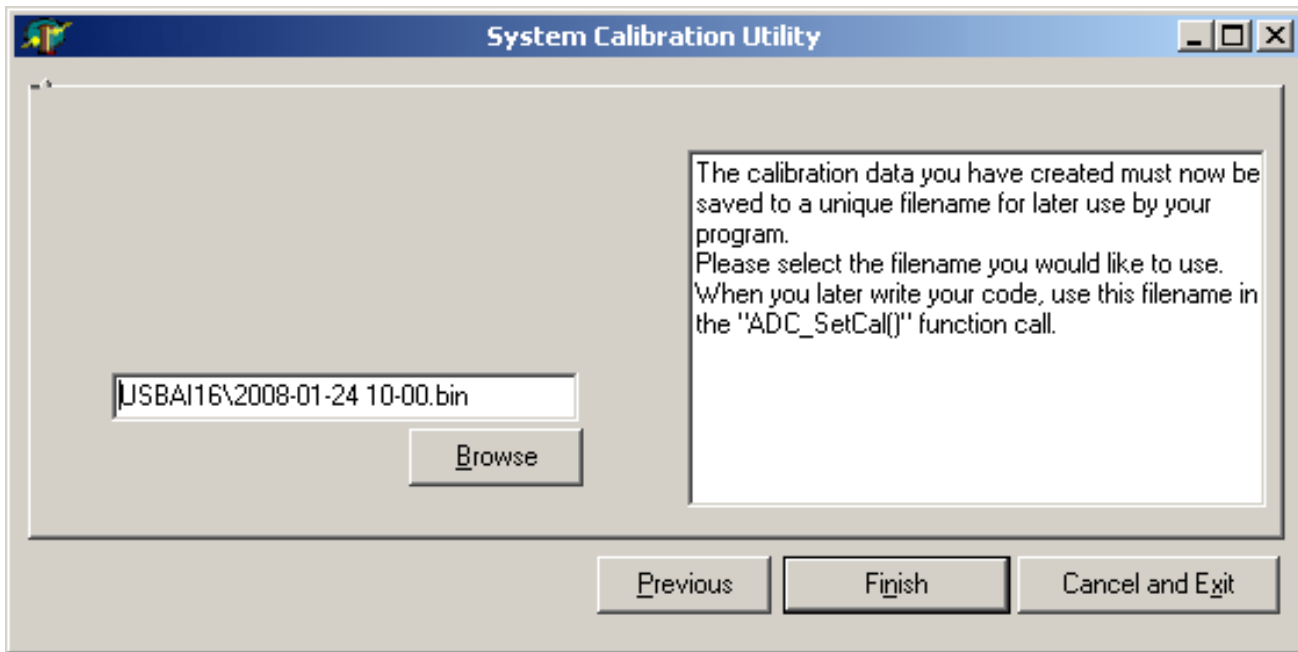 System Calibration Utility
The calibration data you have created must now be
saved to a unique filename for later use by your
program.
Please select the filename you would like to use.
When you later write your code, use this filename in
the "ADC_SetCal()" function call.
USBAI16\2008-01-24 10-00.bin
Browse
Previous
Finish
Cancel and Exit